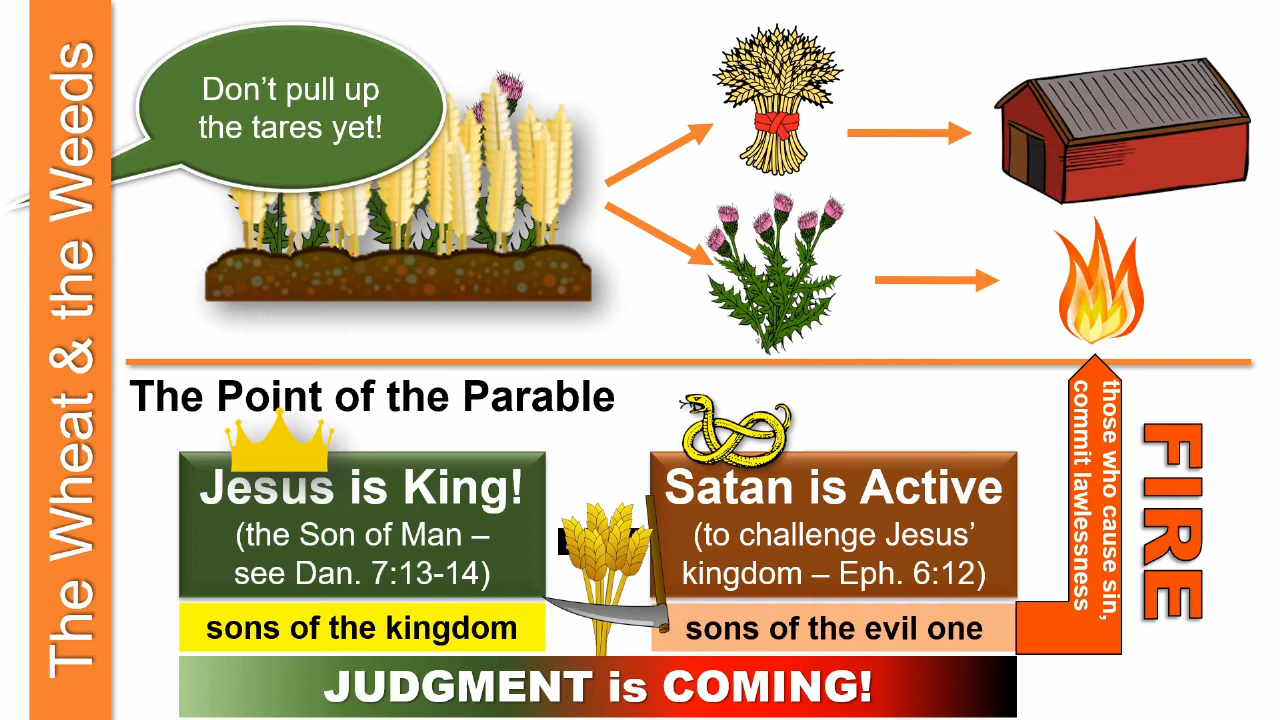 The Wheat & the Weeds
Don't pull up
the tares yet!
The Point of the Parable
Jesus is King!
(the Son of Man –
see Dan. 7:13-14)
sons of the kingdom
Satan is Active
(to challenge Jesus'
kingdom – Eph. 6:12)
sons of the evil one
those who cause sin,
commit lawlessness
FIRE
JUDGMENT is COMING!